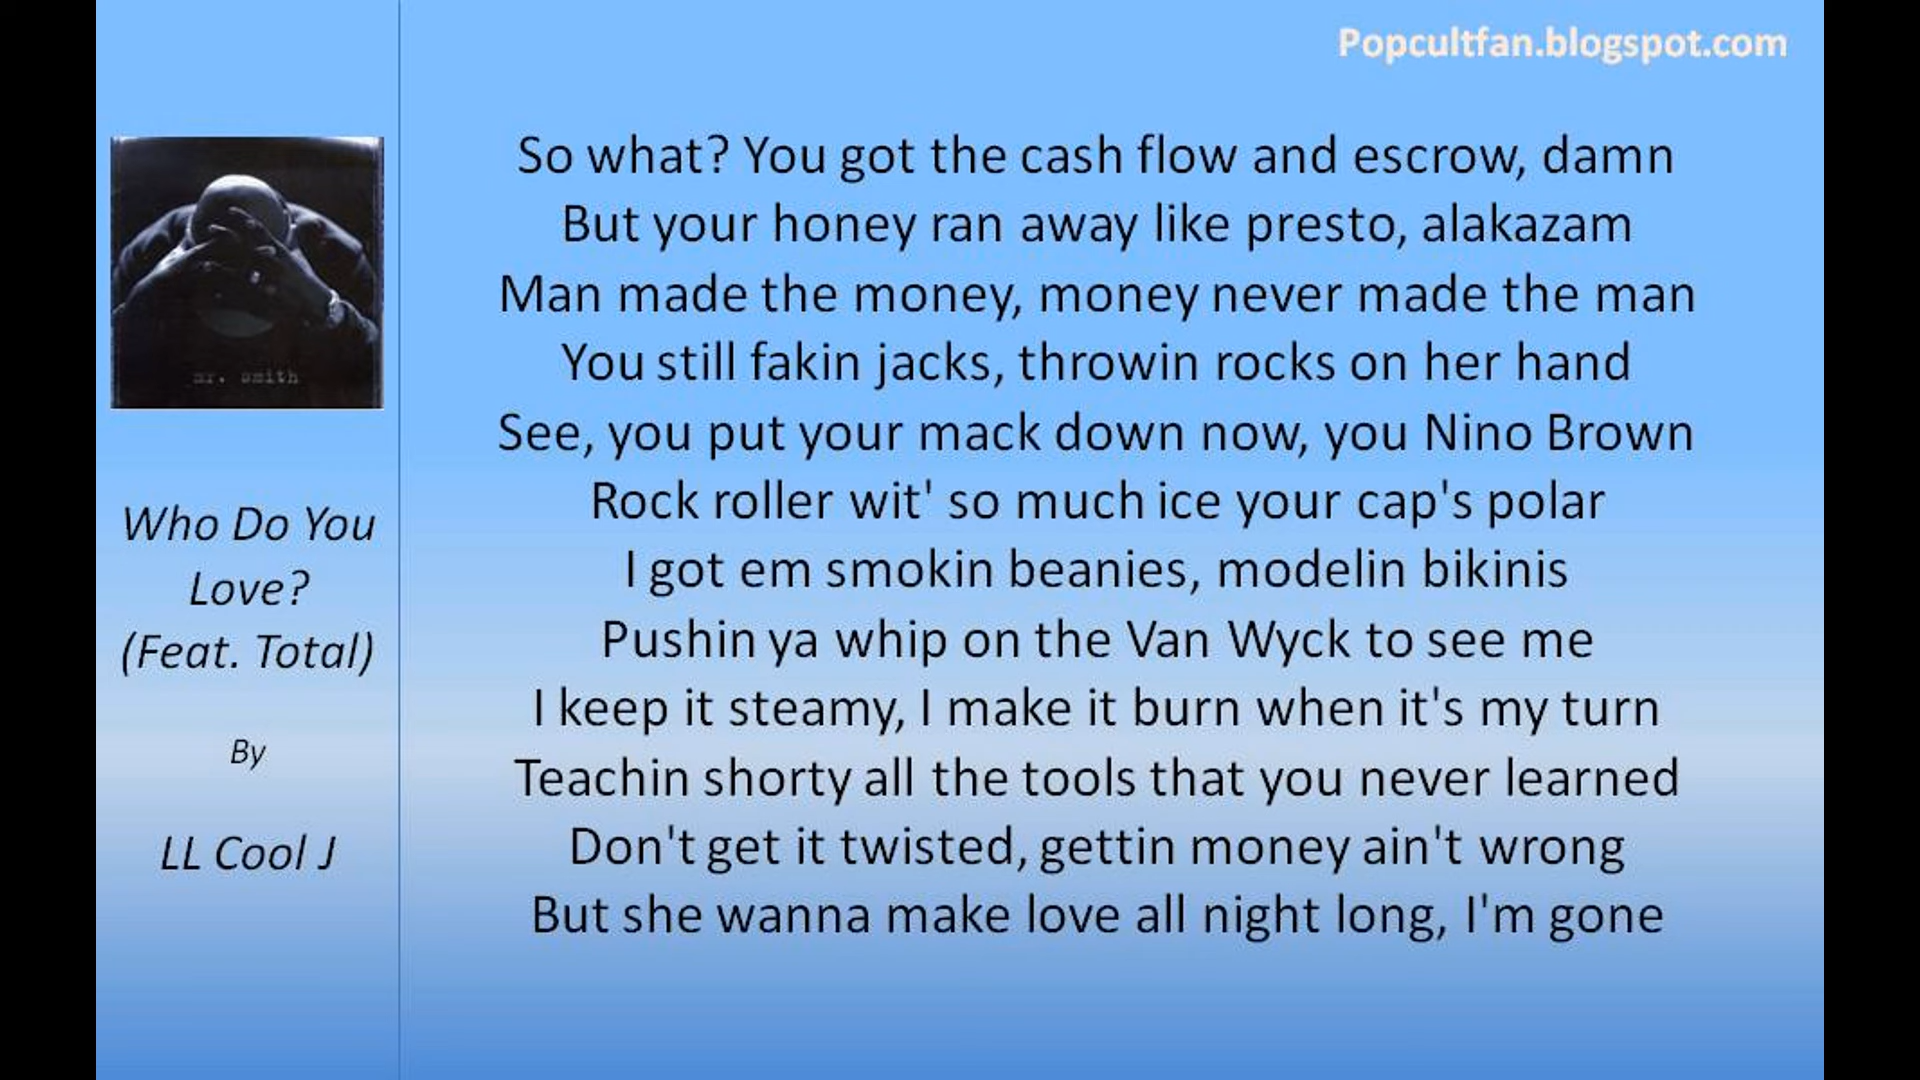 Popcultfan.blogspot.com
So what? You got the cash flow and escrow, damn
But your honey ran away like presto, alakazam
Man made the money, money never made the man
You still fakin jacks, throwin rocks on her hand
See, you put your mack down now, you Nino Brown
Rock roller wit' so much ice your cap's polar
I got em smokin beanies, modelin bikinis
Pushin ya whip on the Van Wyck to see me
I keep it steamy, I make it burn when it's my turn
Teachin shorty all the tools that you never learned
Don't get it twisted, gettin money ain't wrong
But she wanna make love all night long, I'm gone
mr. smith
Who Do You
Love?
(Feat. Total)
By
LL Cool J